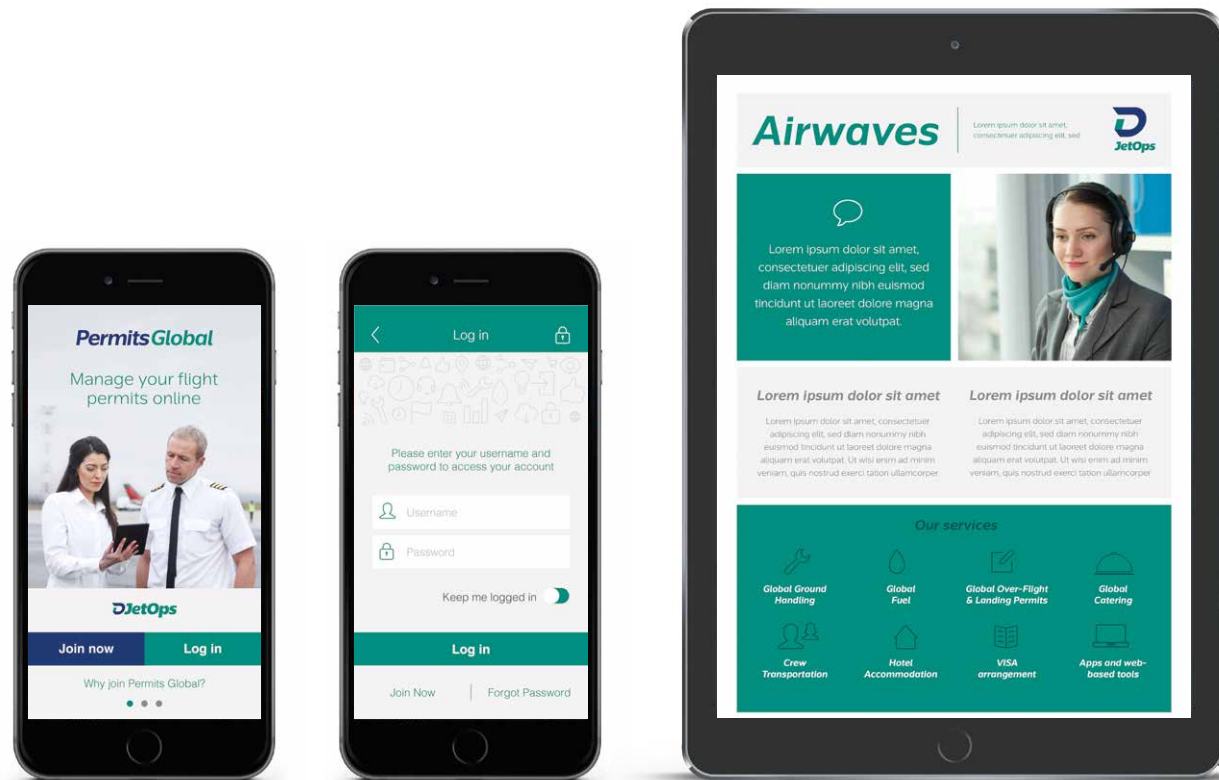 PermitsGlobal
Manage your flight
permits online
JetOps
Join now
Log in
Why join Permits Global?
Log in
Please enter your username and
password to access your account
Username
Password
Keep me logged in
Log in
Join Now
Forgot Password
Airwaves
Lorem ipsum dolor sit amet,
consectetuer adipiscing elit, sed
JetOps
Lorem ipsum dolor sit amet,
consectetuer adipiscing elit, sed
diam nonummy nibh euismod
tincidunt ut laoreet dolore magna
aliquam erat volutpat.
Lorem ipsum dolor sit amet
Lorem ipsum dolor sit amet, consectetuer
adipiscing elit, sed diam nonummy nibh
euismod tincidunt ut laoreet dolore magna
aliquam erat volutpat. Ut wisi enim ad minim
veniam, quis nostrud exerci tation ullamcorper
Lorem ipsum dolor sit amet
Lorem ipsum dolor sit amet, consectetuer
adipiscing elit, sed diam nonummy nibh
euismod tincidunt ut laoreet dolore magna
aliquam erat volutpat. Ut wisi enim ad minim
veniam, quis nostrud exerci tation ullamcorper
Our services
Global Ground
Handling
Global
Fuel
Global Over-Flight
& Landing Permits
Global
Catering
Crew
Transportation
Hotel
Accommodation
VISA
arrangement
Apps and web-
based tools